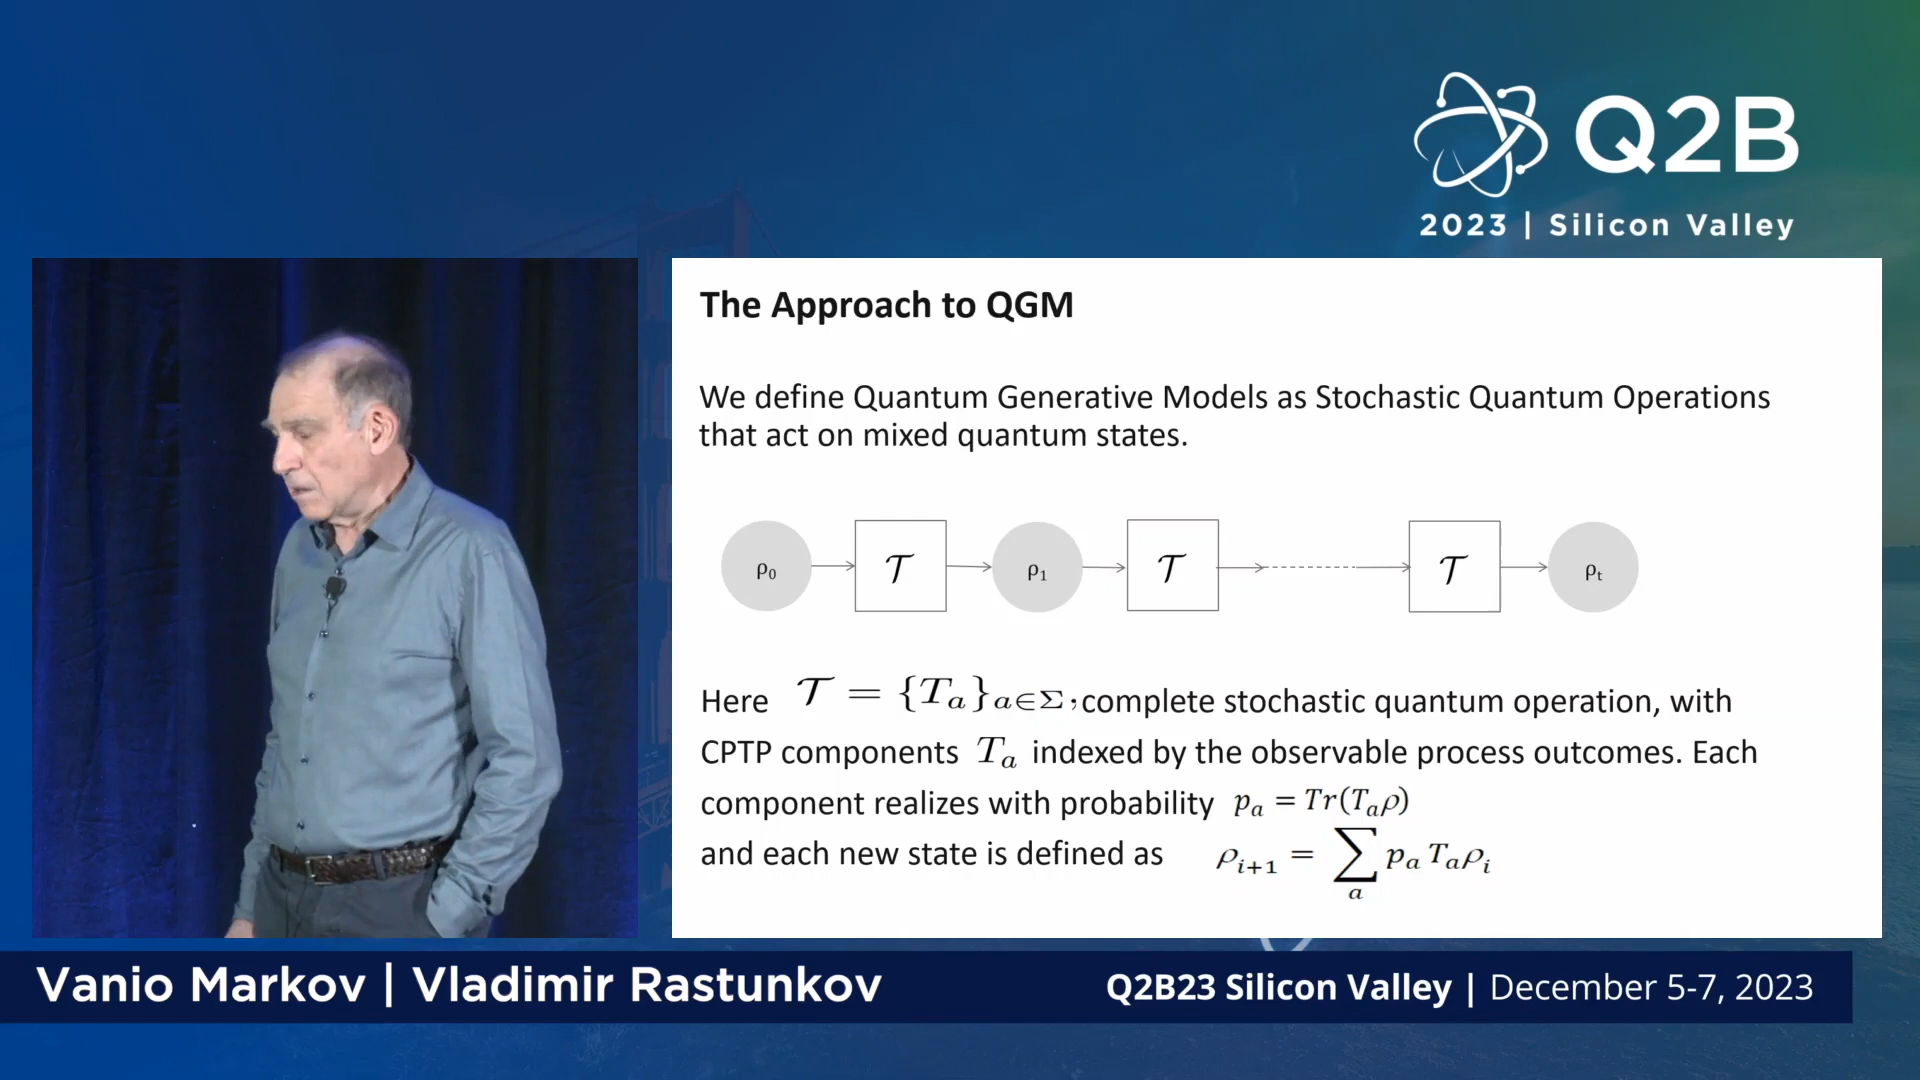 Q2B
2023 | Silicon Valley
The Approach to QGM
We define Quantum Generative Models as Stochastic Quantum Operations
that act on mixed quantum states.
ρ₀ 𝒯 ρ₁ 𝒯 𝒯 ρₜ
Here 𝒯 = {Tₐ}ₐ∈Σ, complete stochastic quantum operation, with
CPTP components Tₐ indexed by the observable process outcomes. Each
component realizes with probability pₐ = Tr(Tₐρ)
and each new state is defined as ρᵢ₊₁ = ∑ₐ pₐ Tₐρᵢ
Vanio Markov | Vladimir Rastunkov
Q2B23 Silicon Valley | December 5-7, 2023